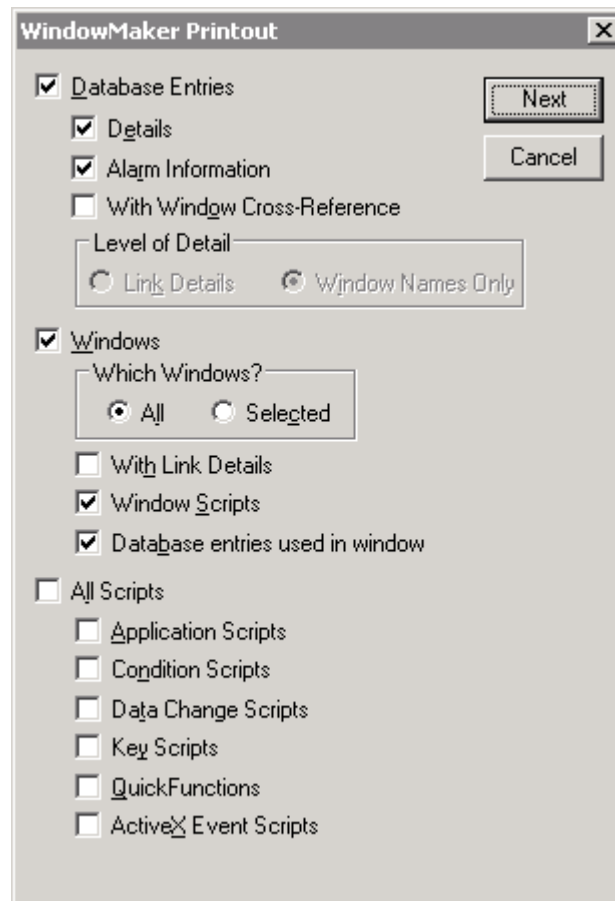 WindowMaker Printout
Database Entries
Next
Details
Cancel
Alarm Information
With Window Cross-Reference
Level of Detail
Link Details Window Names Only
Windows
Which Windows?
All Selected
With Link Details
Window Scripts
Database entries used in window
All Scripts
Application Scripts
Condition Scripts
Data Change Scripts
Key Scripts
QuickFunctions
ActiveX Event Scripts